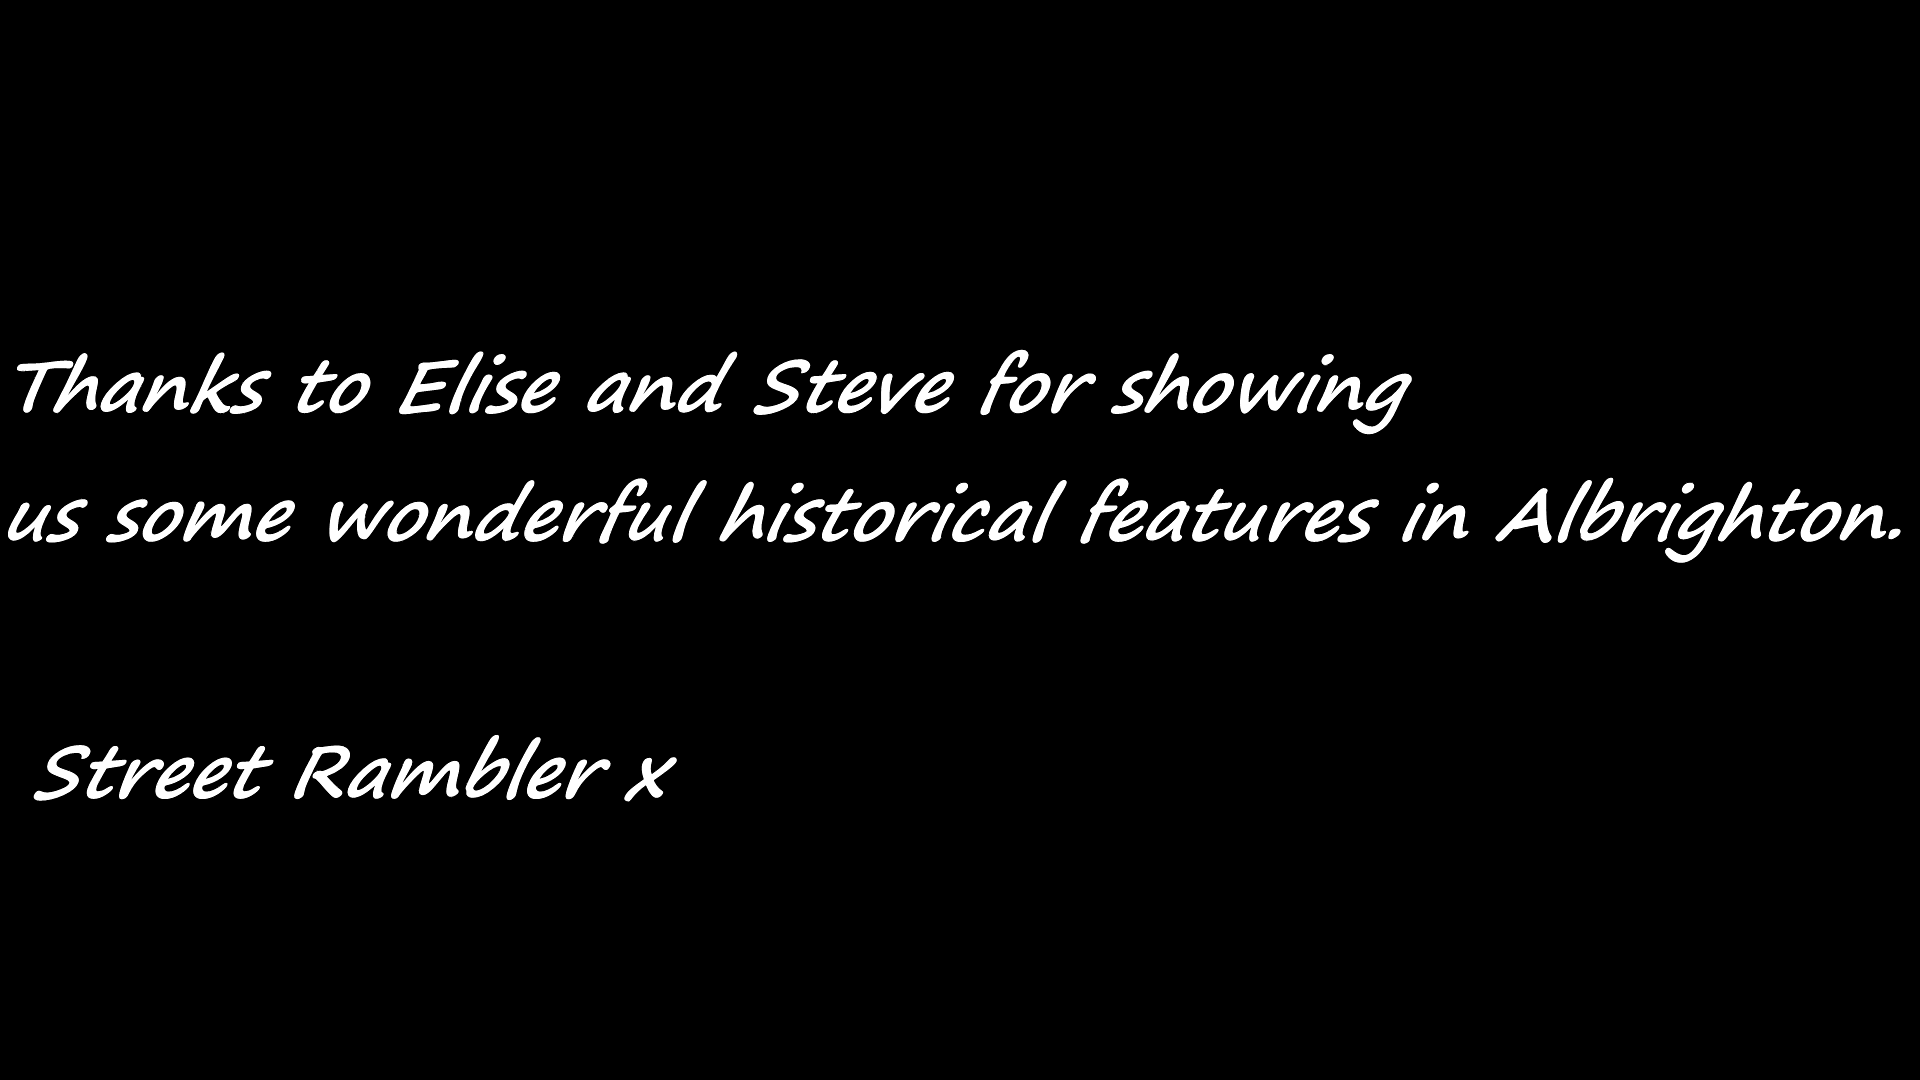 Thanks to Elise and Steve for showing
us some wonderful historical features in Albrighton.
Street Rambler x